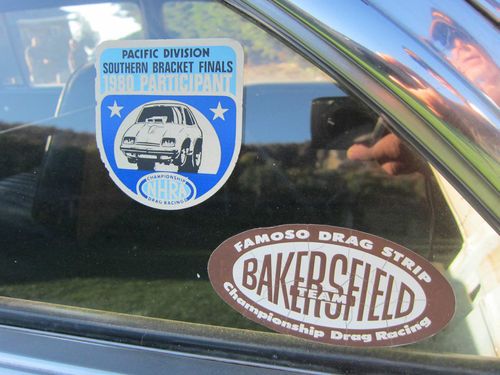 PACIFIC DIVISION
SOUTHERN BRACKET FINALS
1980 PARTICIPANT
CHAMPIONSHIP
NHRA
DRAG RACING
FAMOSO DRAG STRIP
BAKERSFIELD
TEAM
Championship Drag Racing